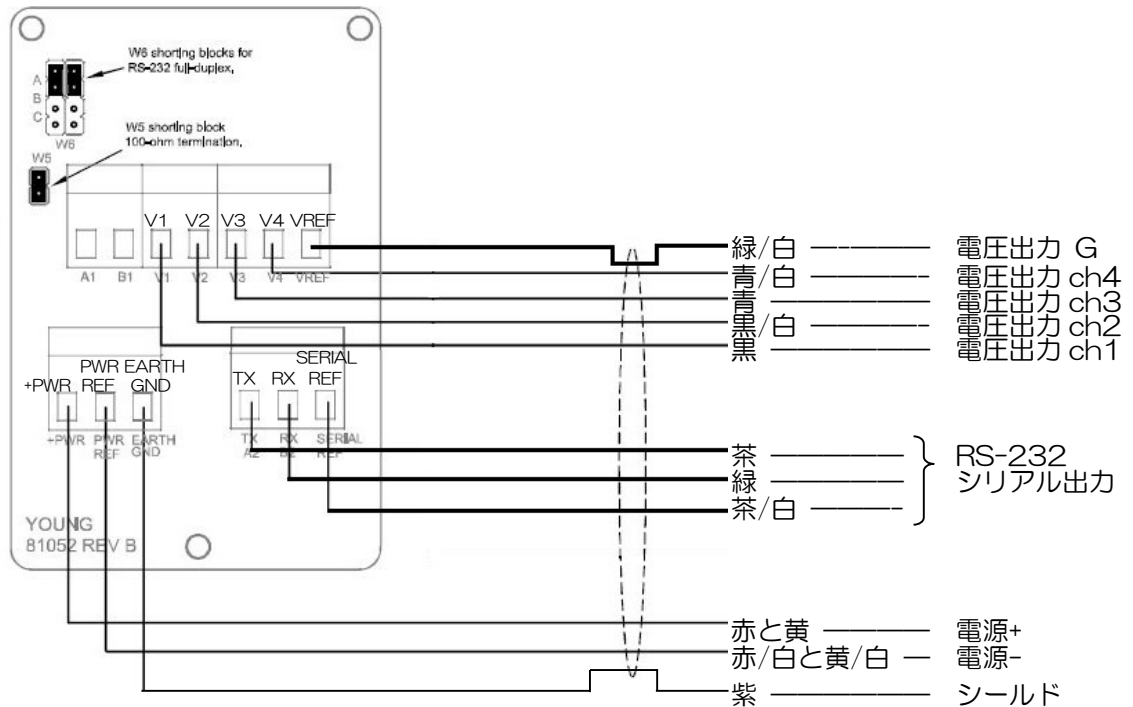 W6 shorting blocks for
RS-232 full-duplex,
A
B
C
W6
W5 shorting block
100-ohm termination,
W5
V1 V2 V3 V4 VREF
A1 B1 V1 V2 V3 V4 VREF
緑/白 電圧出力 G
青/白 電圧出力 ch4
青 電圧出力 ch3
黒/白 電圧出力 ch2
黒 電圧出力 ch1
PWR EARTH
+PWR REF GND
+PWR PWR EARTH
REF GND
SERIAL
TX RX REF
TX RX SERIAL
A2 B2 REF
茶 RS-232
緑 シリアル出力
茶/白
YOUNG
81052 REV B
赤と黄 電源+
赤/白と黄/白 電源-
紫 シールド